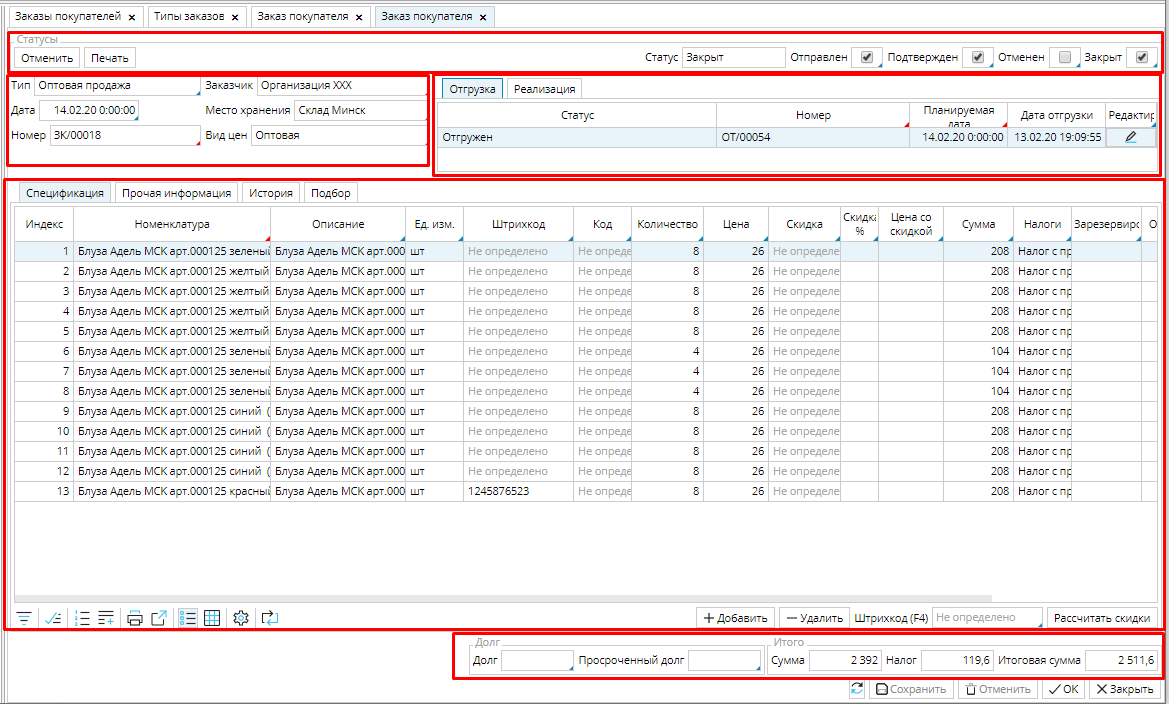 Заказы покупателей × Типы заказов × Заказ покупателя × Заказ покупателя ×
Статусы
Отменить Печать Статус Закрыт Отправлен Подтвержден Отменен Закрыт
Тип Оптовая продажа Заказчик Организация ХХХ
Дата 14.02.20 0:00:00 Место хранения Склад Минск
Номер ЗК/00018 Вид цен Оптовая
Отгрузка Реализация
Статус Номер Планируемая дата Дата отгрузки Редактир
Отгружен ОТ/00054 14.02.20 0:00:00 13.02.20 19:09:55
Спецификация Прочая информация История Подбор
Индекс Номенклатура Описание Ед. изм. Штрихкод Код Количество Цена Скидка Скидка % Цена со скидкой Сумма Налоги Зарезервирс О
1 Блуза Адель МСК арт.000125 зелены Блуза Адель МСК арт.000 шт Не определено Не опреде 8 26 Не определе 208 Налог с пр
2 Блуза Адель МСК арт.000125 желтый Блуза Адель МСК арт.000 шт Не определено Не опреде 8 26 Не определе 208 Налог с пр
3 Блуза Адель МСК арт.000125 желтый Блуза Адель МСК арт.000 шт Не определено Не опреде 8 26 Не определе 208 Налог с пр
4 Блуза Адель МСК арт.000125 желтый Блуза Адель МСК арт.000 шт Не определено Не опреде 8 26 Не определе 208 Налог с пр
5 Блуза Адель МСК арт.000125 желтый Блуза Адель МСК арт.000 шт Не определено Не опреде 8 26 Не определе 208 Налог с пр
6 Блуза Адель МСК арт.000125 зелены Блуза Адель МСК арт.000 шт Не определено Не опреде 4 26 Не определе 104 Налог с пр
7 Блуза Адель МСК арт.000125 зелены Блуза Адель МСК арт.000 шт Не определено Не опреде 4 26 Не определе 104 Налог с пр
8 Блуза Адель МСК арт.000125 зелены Блуза Адель МСК арт.000 шт Не определено Не опреде 4 26 Не определе 104 Налог с пр
9 Блуза Адель МСК арт.000125 синий ( Блуза Адель МСК арт.000 шт Не определено Не опреде 8 26 Не определе 208 Налог с пр
10 Блуза Адель МСК арт.000125 синий ( Блуза Адель МСК арт.000 шт Не определено Не опреде 8 26 Не определе 208 Налог с пр
11 Блуза Адель МСК арт.000125 синий ( Блуза Адель МСК арт.000 шт Не определено Не опреде 8 26 Не определе 208 Налог с пр
12 Блуза Адель МСК арт.000125 синий ( Блуза Адель МСК арт.000 шт Не определено Не опреде 8 26 Не определе 208 Налог с пр
13 Блуза Адель МСК арт.000125 красный Блуза Адель МСК арт.000 шт 1245876523 Не опреде 8 26 Не определе 208 Налог с пр
Добавить Удалить Штрихкод (F4) Не определено Рассчитать скидки
Долг Итого
Долг Просроченный долг Сумма 2 392 Налог 119,6 Итоговая сумма 2 511,6
Сохранить Отменить ОК Закрыть